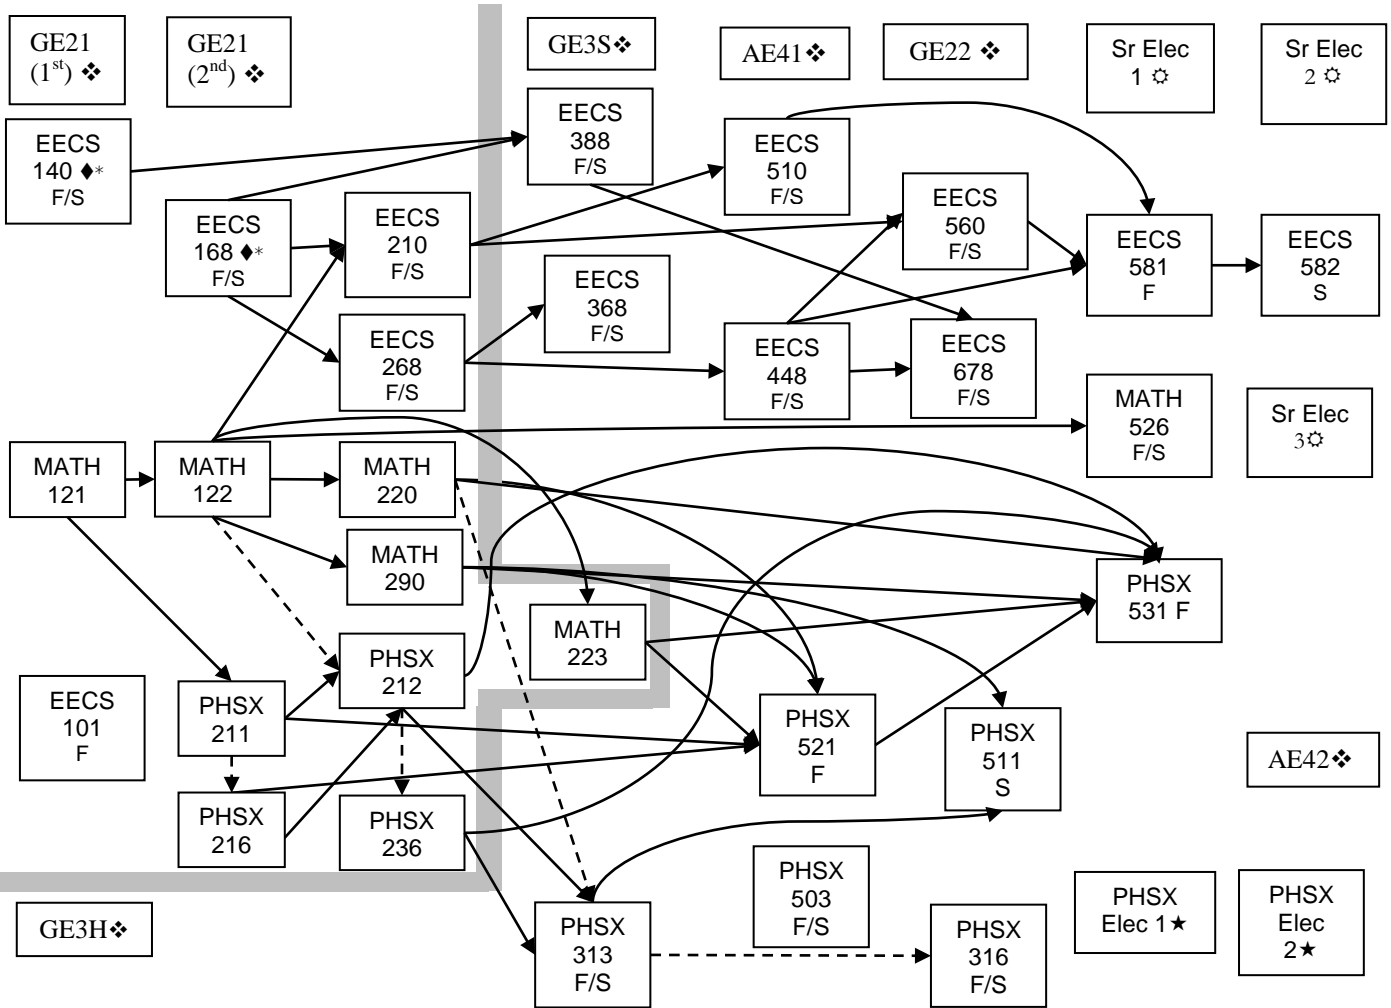 GE21
(1st) ❖
GE21
(2nd) ❖
GE3S❖
AE41❖
GE22 ❖
Sr Elec
1 ☼
Sr Elec
2 ☼
EECS
140 ♦*
F/S
EECS
388
F/S
EECS
510
F/S
EECS
168 ♦*
F/S
EECS
210
F/S
EECS
560
F/S
EECS
581
F
EECS
582
S
EECS
368
F/S
EECS
268
F/S
EECS
448
F/S
EECS
678
F/S
MATH
526
F/S
Sr Elec
3☼
MATH
121
MATH
122
MATH
220
MATH
290
PHSX
531 F
MATH
223
PHSX
212
EECS
101
F
PHSX
211
PHSX
521
F
PHSX
511
S
AE42❖
PHSX
216
PHSX
236
PHSX
503
F/S
PHSX
Elec 1★
PHSX
Elec
2★
GE3H❖
PHSX
313
F/S
PHSX
316
F/S